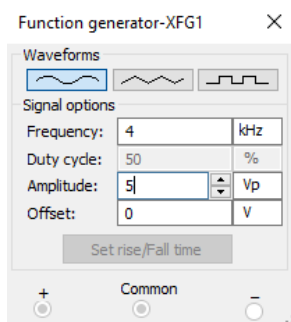 Function generator-XFG1 ×
Waveforms
Signal options
Frequency: 4 kHz
Duty cycle: 50 %
Amplitude: 5 Vp
Offset: 0 V
Set rise/Fall time
+ Common −